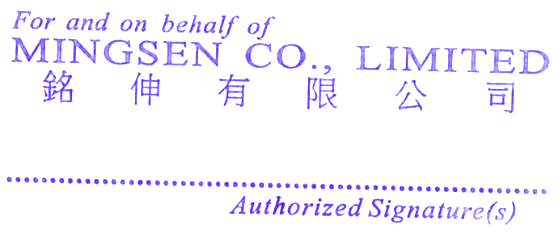 For and on behalf of
MINGSEN CO., LIMITED
銘伸有限公司
Authorized Signature(s)